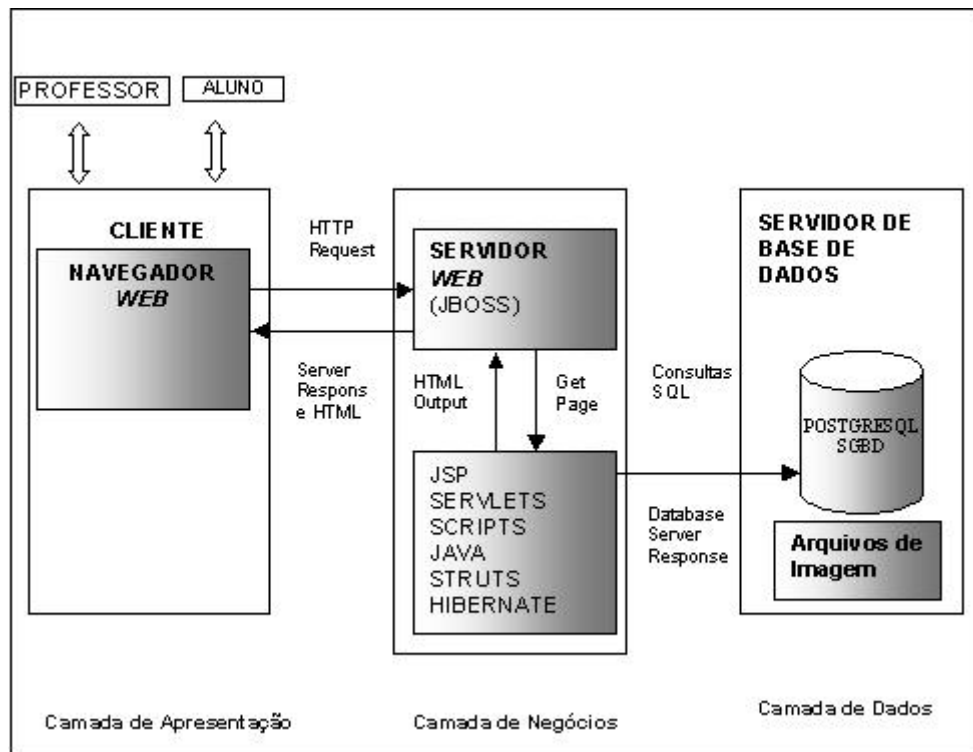 PROFESSOR
ALUNO
CLIENTE
NAVEGADOR
WEB
HTTP
Request
Server
Respons
e HTML
SERVIDOR
WEB
(JBOSS)
HTML
Output
Get
Page
JSP
SERVLETS
SCRIPTS
JAVA
STRUTS
HIBERNATE
Consultas
SQL
Database
Server
Response
SERVIDOR DE
BASE DE
DADOS
POSTGRESQL
SGBD
Arquivos de
Imagem
Camada de Apresentação
Camada de Negócios
Camada de Dados